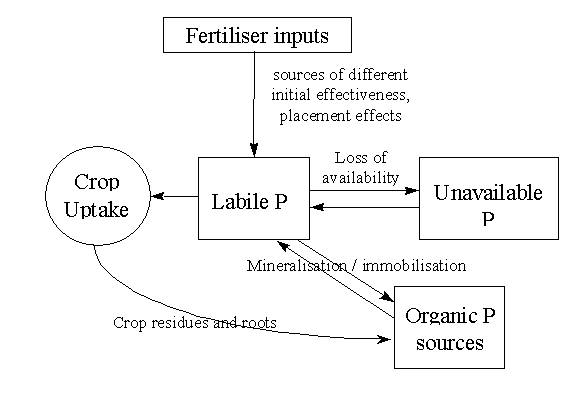 Fertiliser inputs
sources of different
initial effectiveness,
placement effects
Crop
Uptake
Labile P
Loss of
availability
Unavailable
P
Mineralisation / immobilisation
Crop residues and roots
Organic P
sources